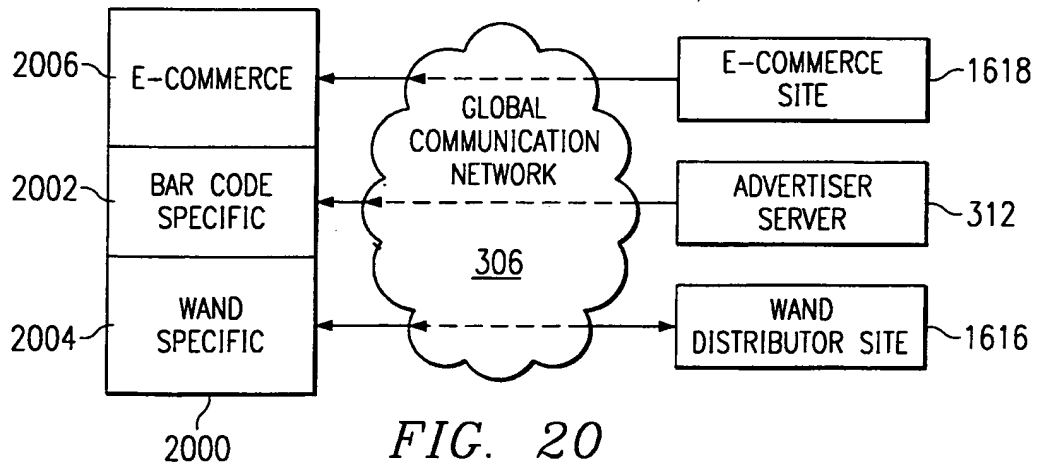 2006
E-COMMERCE
GLOBAL
COMMUNICATION
NETWORK
E-COMMERCE
SITE
1618
2002
BAR CODE
SPECIFIC
ADVERTISER
SERVER
312
306
2004
WAND
SPECIFIC
WAND
DISTRIBUTOR SITE
1616
2000
FIG. 20